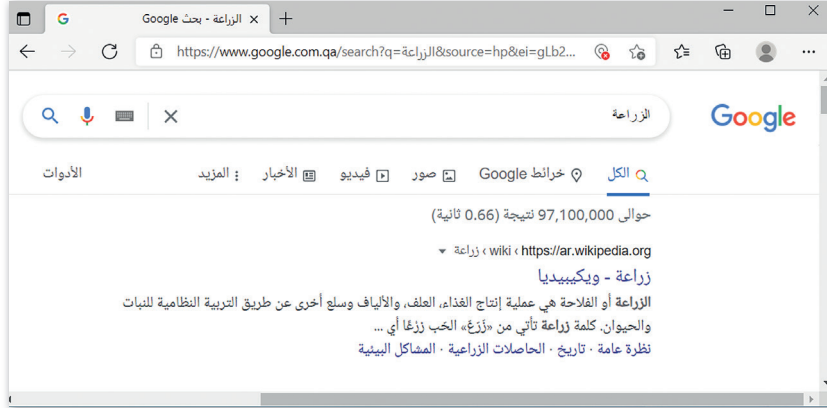 الزراعة - بحث Google
https://www.google.com.qa/search?q=الزراعة&source=hp&ei=gLb2...
Google
الزراعة
الكل
خرائط Google
صور
فيديو
الأخبار
المزيد
الأدوات
حوالى 97,100,000 نتيجة (0.66 ثانية)
https://ar.wikipedia.org › wiki › زراعة
زراعة - ويكيبيديا
الزراعة أو الفلاحة هي عملية إنتاج الغذاء، العلف، والألياف وسلع أخرى عن طريق التربية النظامية للنبات
والحيوان. كلمة زراعة تأتي من «زَرَعَ» الحَب زرْعًا أي ...
نظرة عامة · تاريخ · الحاصلات الزراعية · المشاكل البيئية